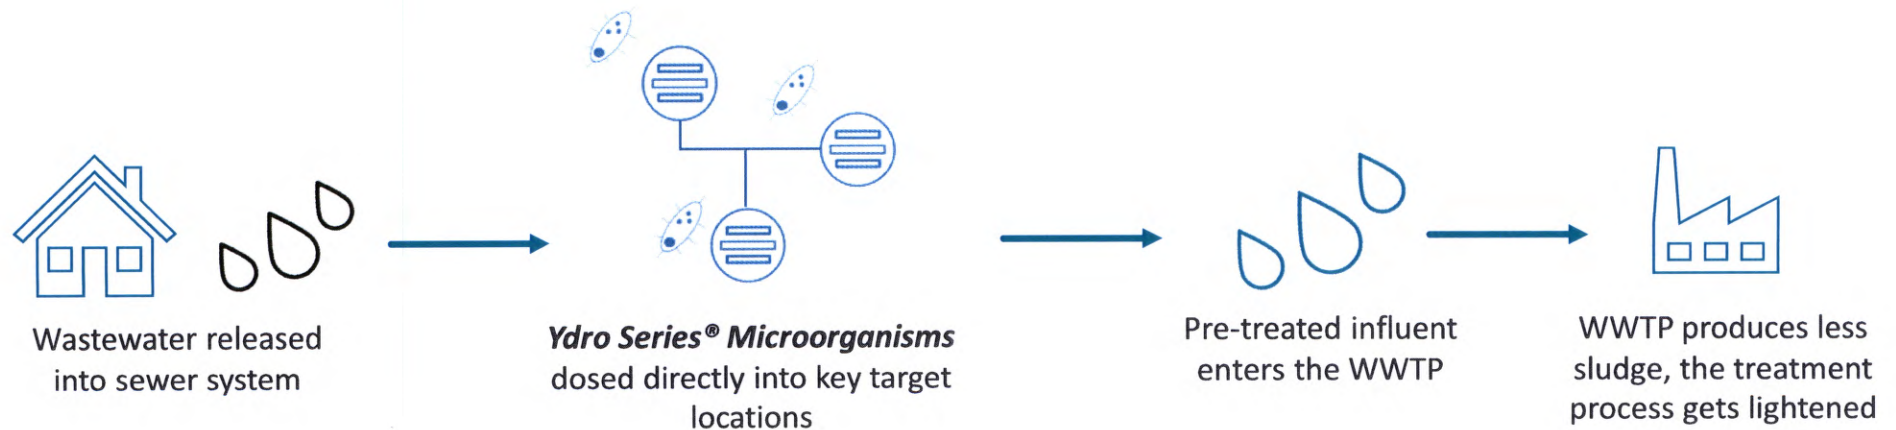 Wastewater released
into sewer system
Ydro Series® Microorganisms
dosed directly into key target
locations
Pre-treated influent
enters the WWTP
WWTP produces less
sludge, the treatment
process gets lightened